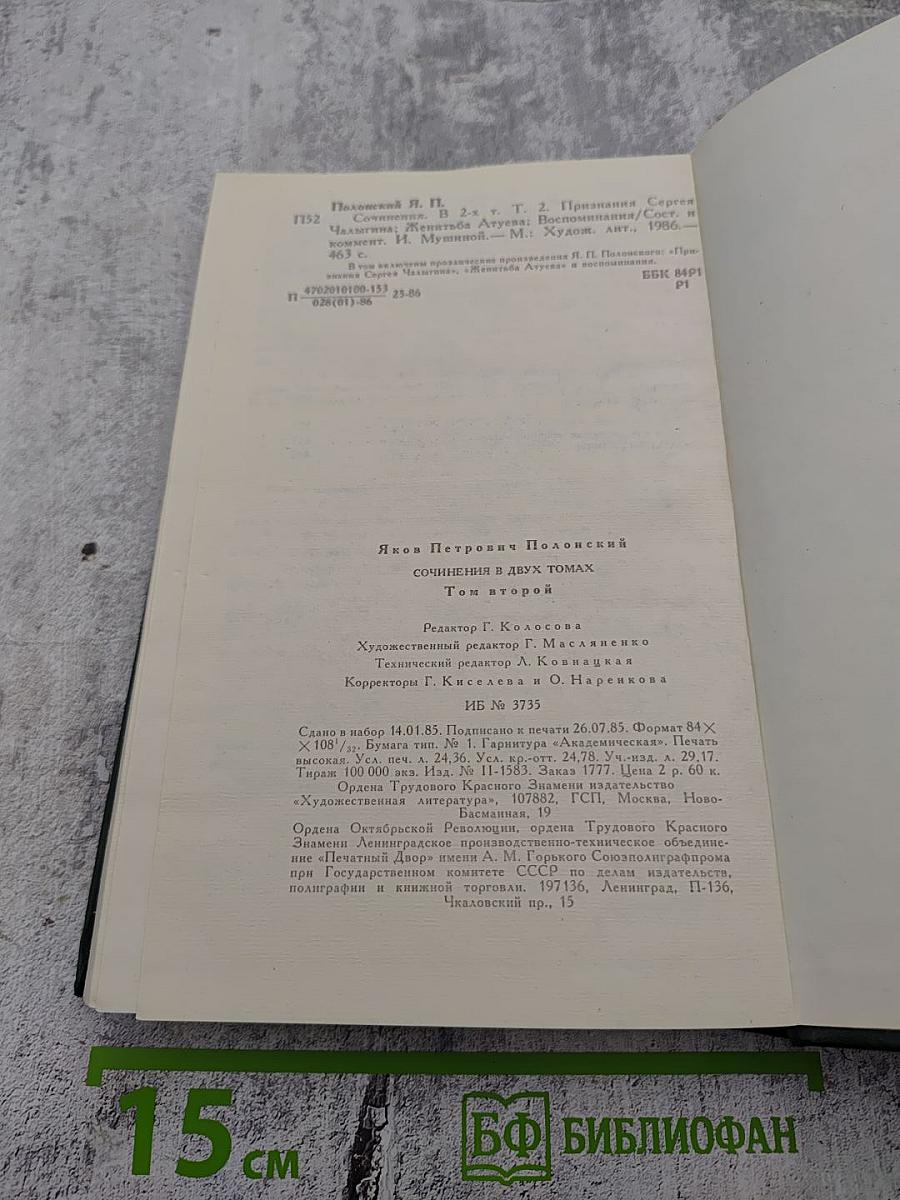 Полонский Я. П.
П52 Сочинения. В 2-х т. Т. 2. Признания Сергея
Чалыгина; Женитьба Атуева; Воспоминания/Сост. и
коммент. И. Мушиной.— М.: Худож. лит., 1986.—
463 с.
В том включены прозаические произведения Я. П. Полонского: «При-
знания Сергея Чалыгина», «Женитьба Атуева» и воспоминания.
П 4702010100-153 25-86
028(01)-86
ББК 84Р1
Р1
Яков Петрович Полонский
СОЧИНЕНИЯ В ДВУХ ТОМАХ
Том второй
Редактор Г. Колосова
Художественный редактор Г. Масляненко
Технический редактор Л. Ковнацкая
Корректоры Г. Киселева и О. Наренкова
ИБ № 3735
Сдано в набор 14.01.85. Подписано к печати 26.07.85. Формат 84×
×108¹/₃₂. Бумага тип. № 1. Гарнитура «Академическая». Печать
высокая. Усл. печ. л. 24,36. Усл. кр.-отт. 24,78. Уч.-изд. л. 29,17.
Тираж 100 000 экз. Изд. № II-1583. Заказ 1777. Цена 2 р. 60 к.
Ордена Трудового Красного Знамени издательство
«Художественная литература», 107882, ГСП, Москва, Ново-
Басманная, 19
Ордена Октябрьской Революции, ордена Трудового Красного
Знамени Ленинградское производственно-техническое объедине-
ние «Печатный Двор» имени А. М. Горького Союзполиграфпрома
при Государственном комитете СССР по делам издательств,
полиграфии и книжной торговли. 197136, Ленинград, П-136,
Чкаловский пр., 15
15 см
БФ БИБЛИОФАН